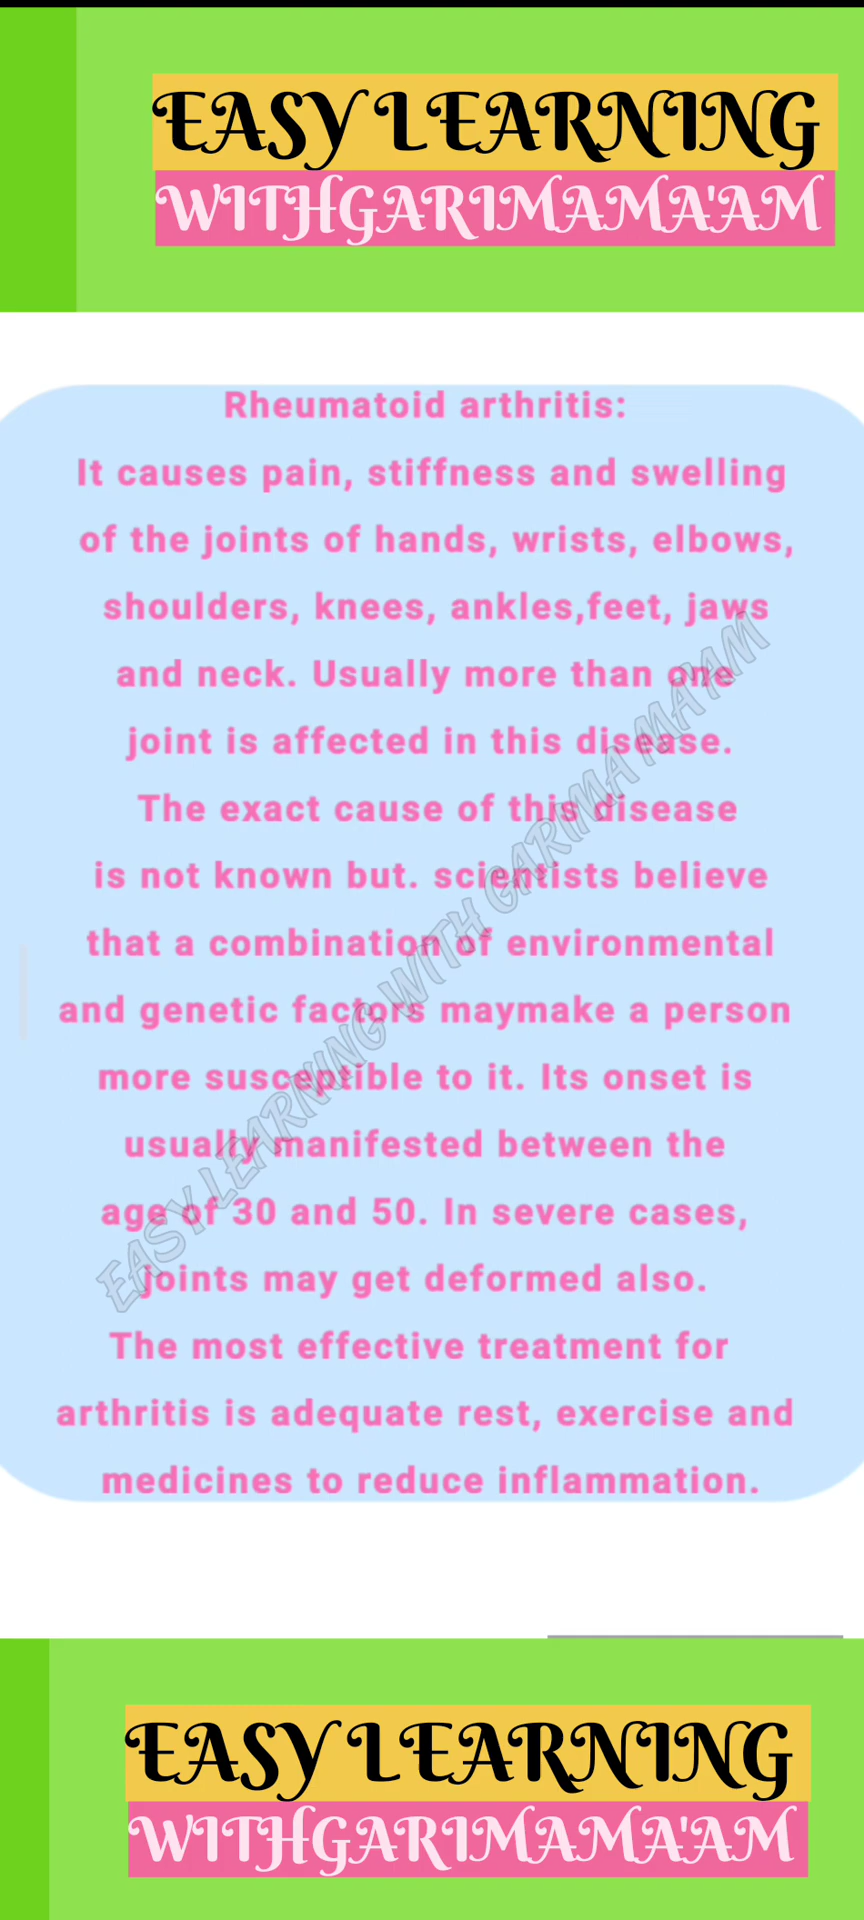 EASY LEARNING
WITHGARIMAMA'AM
Rheumatoid arthritis:
It causes pain, stiffness and swelling
of the joints of hands, wrists, elbows,
shoulders, knees, ankles,feet, jaws
and neck. Usually more than one
joint is affected in this disease.
The exact cause of this disease
is not known but. scientists believe
that a combination of environmental
and genetic factors maymake a person
more susceptible to it. Its onset is
usually manifested between the
age of 30 and 50. In severe cases,
joints may get deformed also.
The most effective treatment for
arthritis is adequate rest, exercise and
medicines to reduce inflammation.
EASY LEARNING WITH GARIMA MA'AM
EASY LEARNING
WITHGARIMAMA'AM